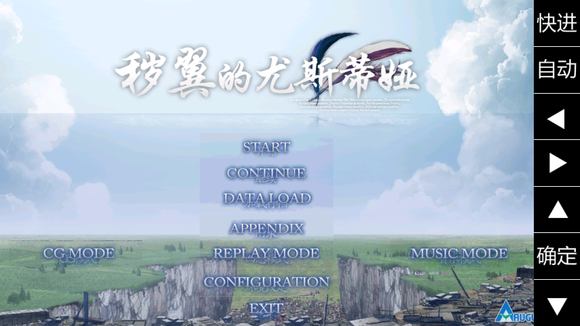 秽翼的尤斯蒂娅
START
CONTINUE
DATA LOAD
APPENDIX
CG MODE
REPLAY MODE
MUSIC MODE
CONFIGURATION
EXIT
快进
自动
◀
▶
▲
确定
▼